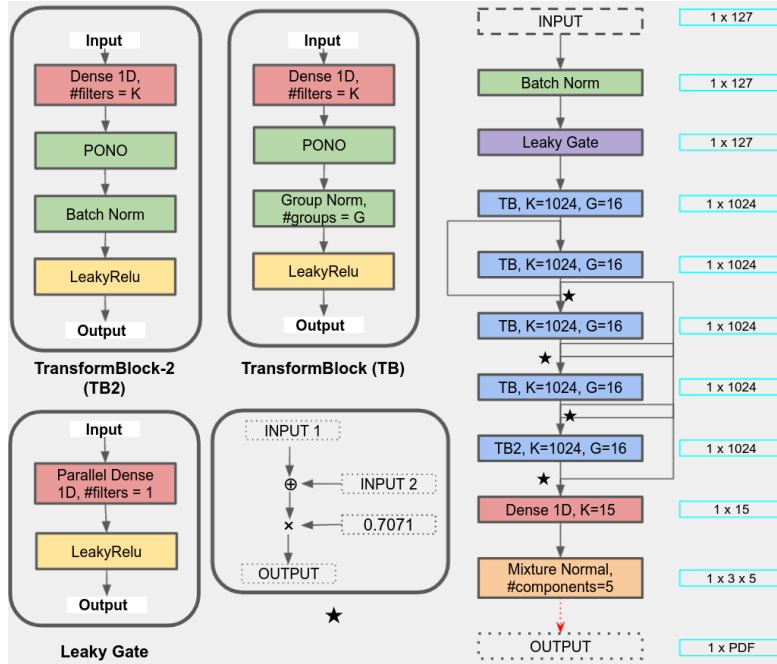 Input
Dense 1D,
#filters = K
PONO
Batch Norm
LeakyRelu
Output
TransformBlock-2
(TB2)
Input
Dense 1D,
#filters = K
PONO
Group Norm,
#groups = G
LeakyRelu
Output
TransformBlock (TB)
Input
Parallel Dense
1D, #filters = 1
LeakyRelu
Output
Leaky Gate
INPUT 1
INPUT 2
0.7071
OUTPUT
INPUT
1 x 127
Batch Norm
1 x 127
Leaky Gate
1 x 127
TB, K=1024, G=16
1 x 1024
TB, K=1024, G=16
1 x 1024
TB, K=1024, G=16
1 x 1024
TB, K=1024, G=16
1 x 1024
TB2, K=1024, G=16
1 x 1024
Dense 1D, K=15
1 x 15
Mixture Normal,
#components=5
1 x 3 x 5
OUTPUT
1 x PDF